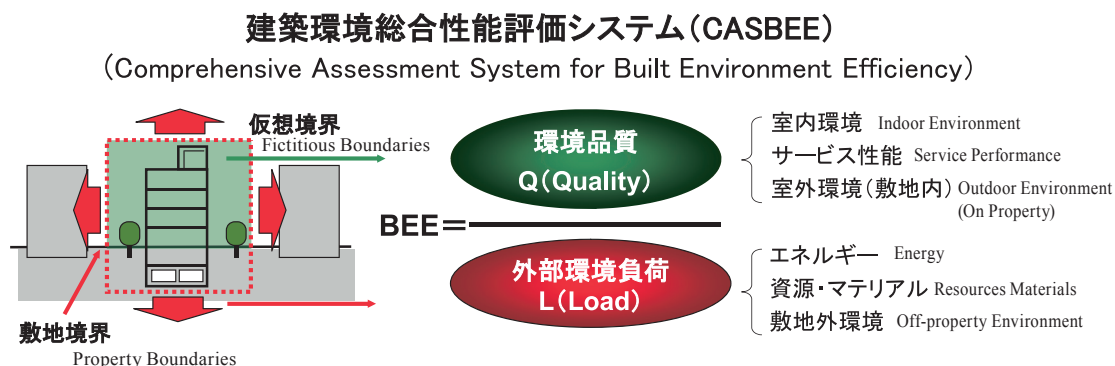 建築環境総合性能評価システム(CASBEE)
(Comprehensive Assessment System for Built Environment Efficiency)
仮想境界
Fictitious Boundaries
敷地境界
Property Boundaries
BEE=
環境品質
Q(Quality)
外部環境負荷
L(Load)
室内環境 Indoor Environment
サービス性能 Service Performance
室外環境(敷地内) Outdoor Environment
(On Property)
エネルギー Energy
資源・マテリアル Resources Materials
敷地外環境 Off-property Environment